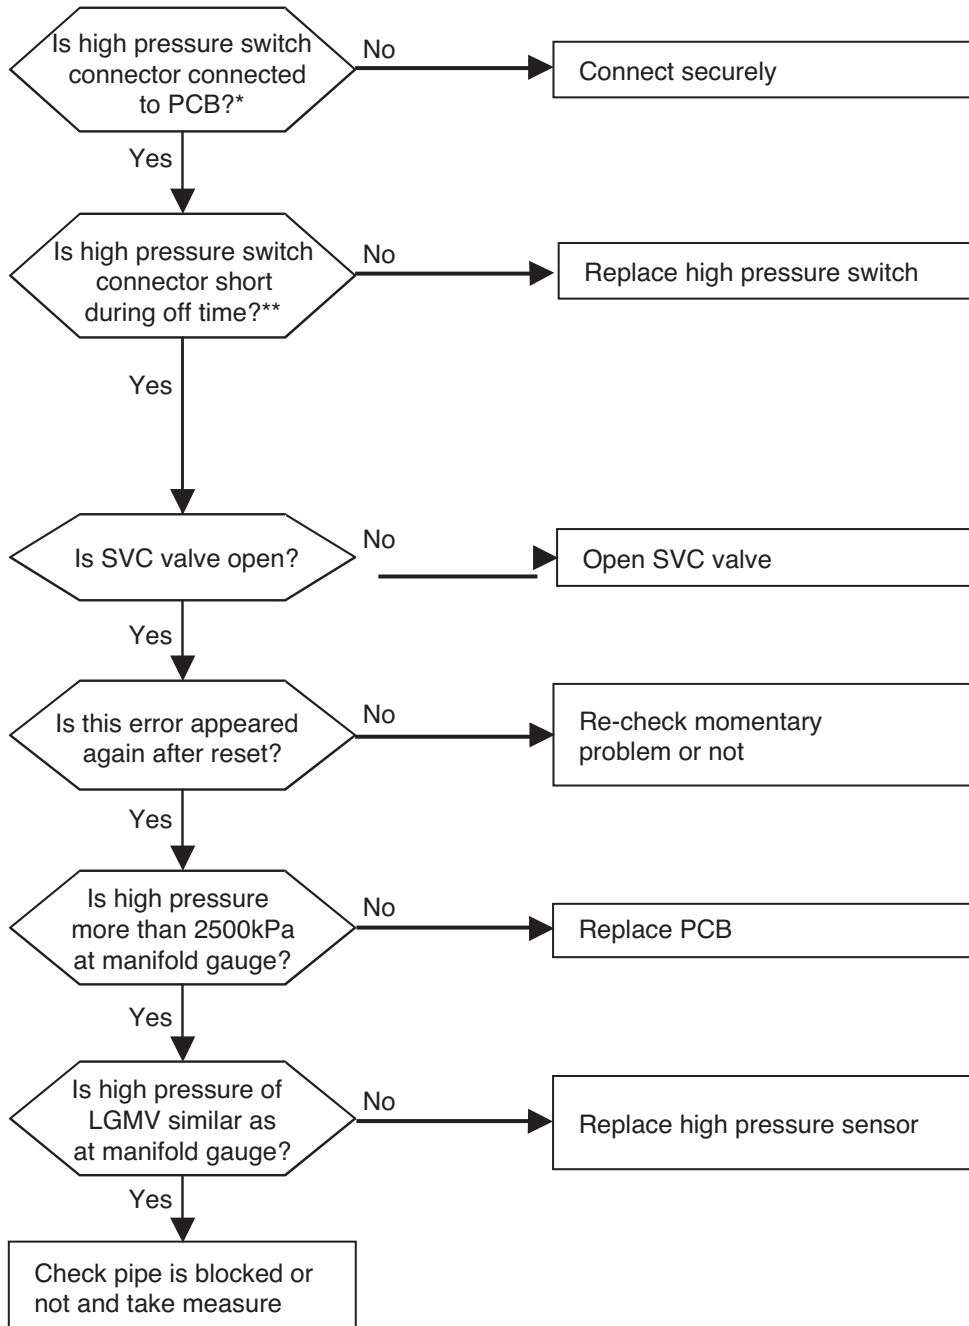 Is high pressure switch
connector connected
to PCB?*
No
Connect securely
Yes
Is high pressure switch
connector short
during off time?**
No
Replace high pressure switch
Yes
Is SVC valve open?
No
Open SVC valve
Yes
Is this error appeared
again after reset?
No
Re-check momentary
problem or not
Yes
Is high pressure
more than 2500kPa
at manifold gauge?
No
Replace PCB
Yes
Is high pressure of
LGMV similar as
at manifold gauge?
No
Replace high pressure sensor
Yes
Check pipe is blocked or
not and take measure